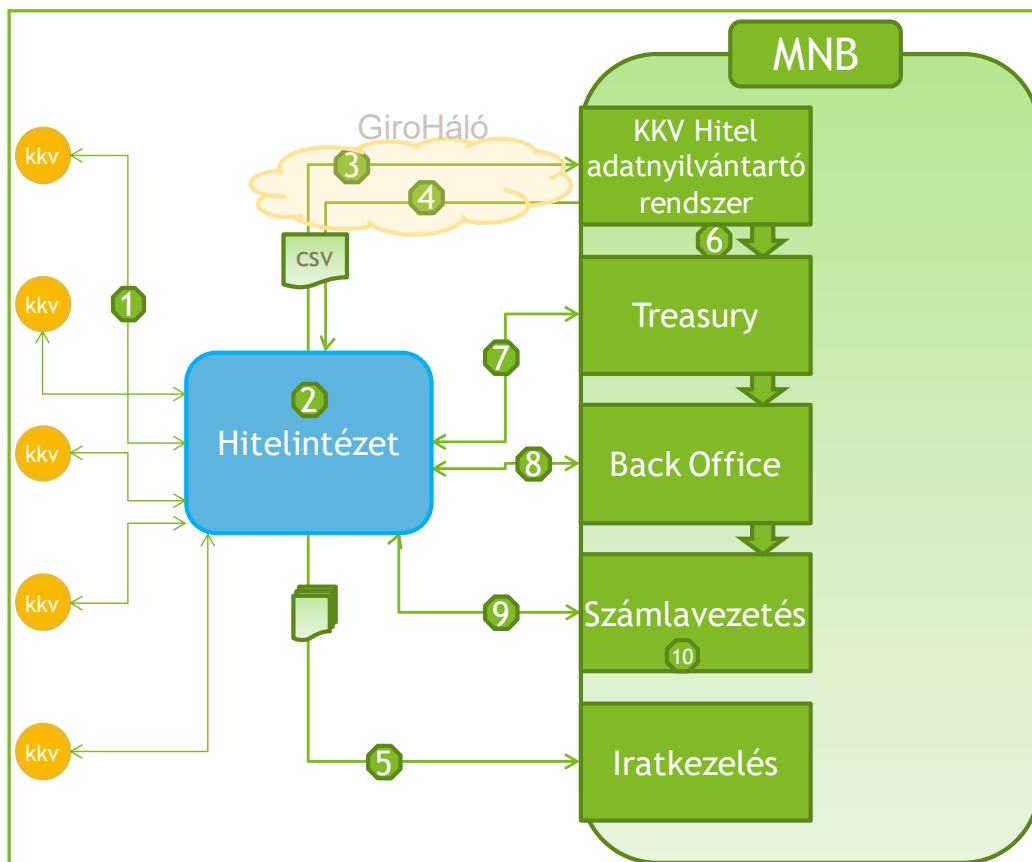 MNB
GiroHáló
kkv
3
KKV Hitel
adatnyilvántartó
rendszer
4
6
CSV
kkv
1
Treasury
7
2
Hitelintézet
kkv
Back Office
8
kkv
9
Számlavezetés
10
kkv
5
Iratkezelés